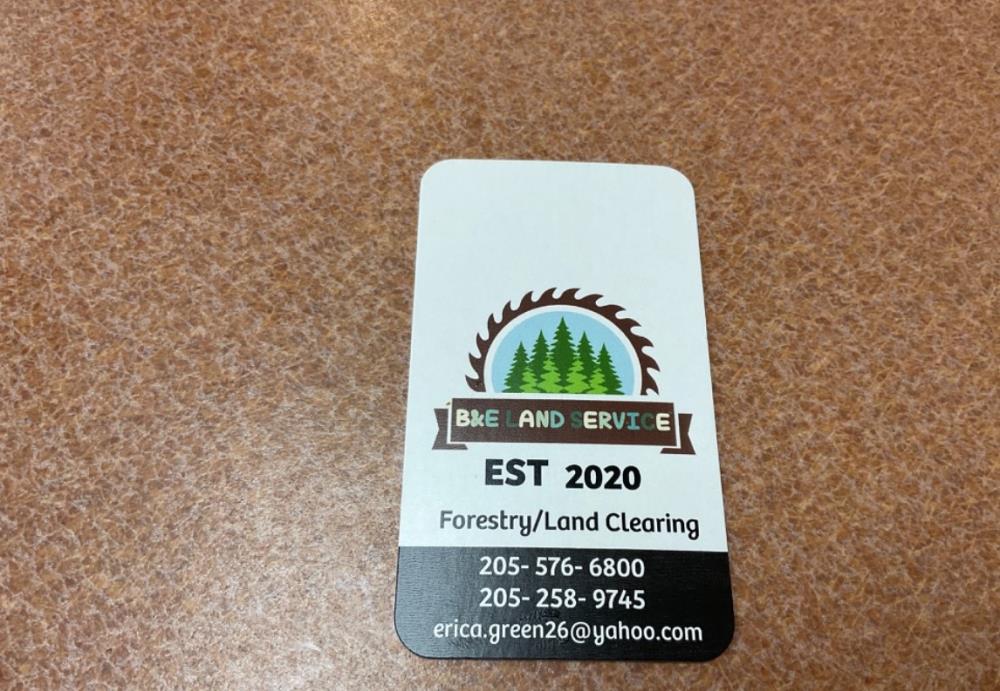 B&E LAND SERVICE
EST 2020
Forestry/Land Clearing
205- 576- 6800
205- 258- 9745
erica.green26@yahoo.com